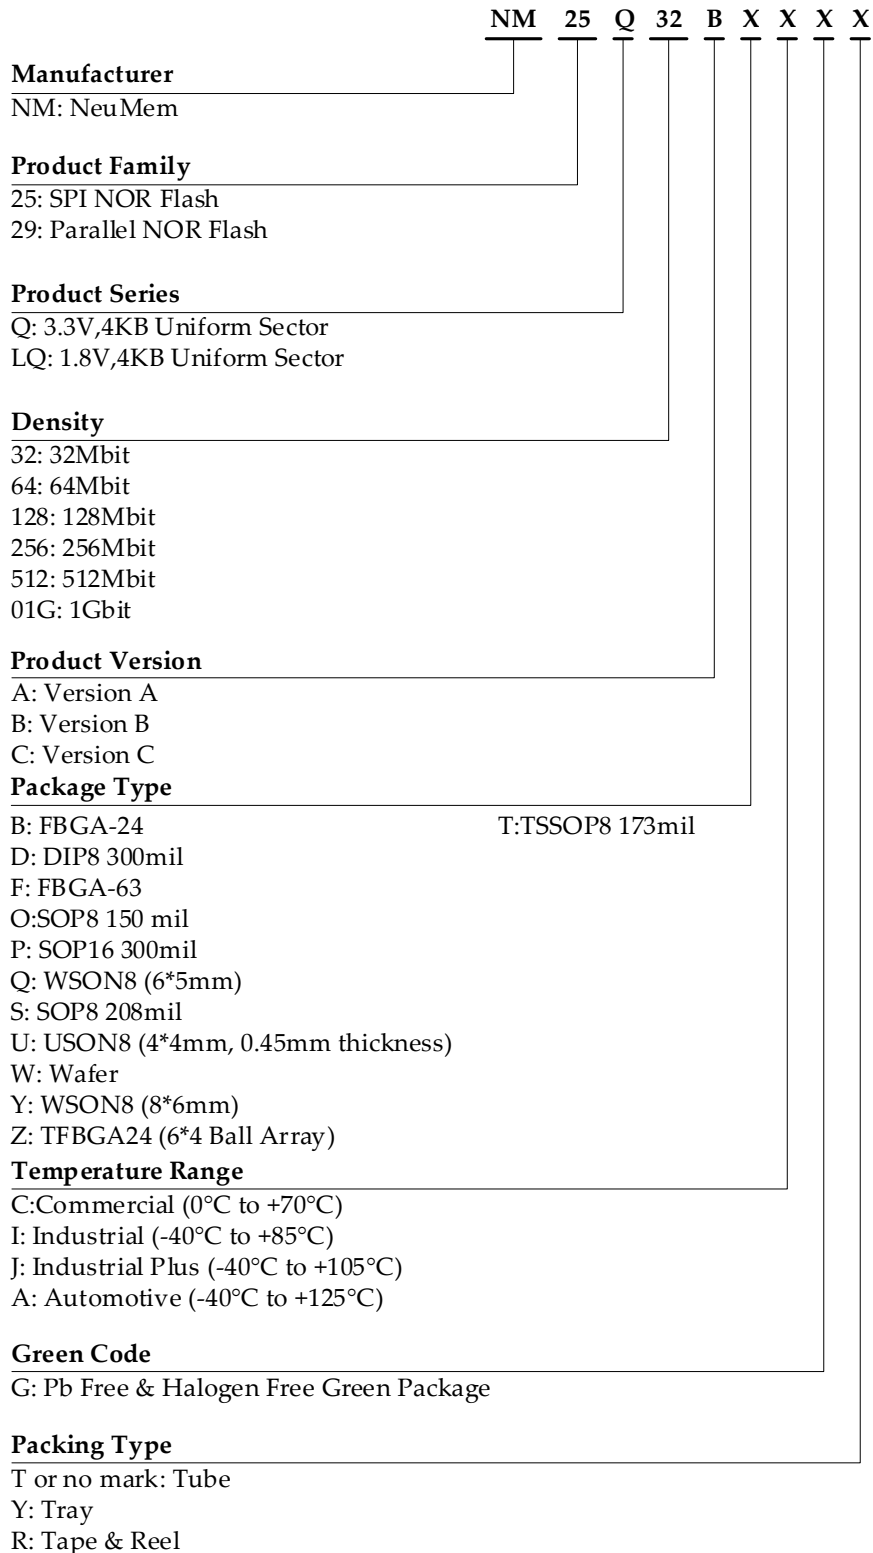 NM 25 Q 32 B X X X X
Manufacturer
NM: NeuMem
Product Family
25: SPI NOR Flash
29: Parallel NOR Flash
Product Series
Q: 3.3V,4KB Uniform Sector
LQ: 1.8V,4KB Uniform Sector
Density
32: 32Mbit
64: 64Mbit
128: 128Mbit
256: 256Mbit
512: 512Mbit
01G: 1Gbit
Product Version
A: Version A
B: Version B
C: Version C
Package Type
B: FBGA-24 T:TSSOP8 173mil
D: DIP8 300mil
F: FBGA-63
O:SOP8 150 mil
P: SOP16 300mil
Q: WSON8 (6*5mm)
S: SOP8 208mil
U: USON8 (4*4mm, 0.45mm thickness)
W: Wafer
Y: WSON8 (8*6mm)
Z: TFBGA24 (6*4 Ball Array)
Temperature Range
C:Commercial (0°C to +70°C)
I: Industrial (-40°C to +85°C)
J: Industrial Plus (-40°C to +105°C)
A: Automotive (-40°C to +125°C)
Green Code
G: Pb Free & Halogen Free Green Package
Packing Type
T or no mark: Tube
Y: Tray
R: Tape & Reel